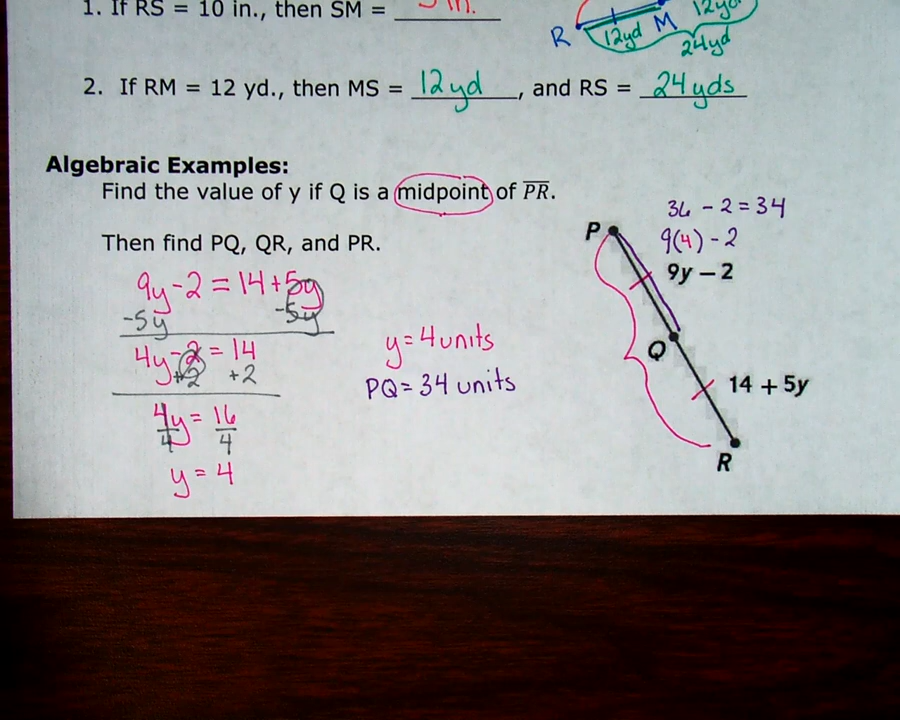 1. If RS = 10 in., then SM = in.
R 12yd M 12yd
24yd
2. If RM = 12 yd., then MS = 12yd, and RS = 24yds
Algebraic Examples:
Find the value of y if Q is a midpoint of PR.
Then find PQ, QR, and PR.
9y-2 = 14+5y
-5y -5y
4y-2 = 14
+2 +2
4y = 16
4 4
y = 4
y=4units
PQ=34 units
36 - 2 = 34
9(4) - 2
P
9y – 2
Q
14 + 5y
R